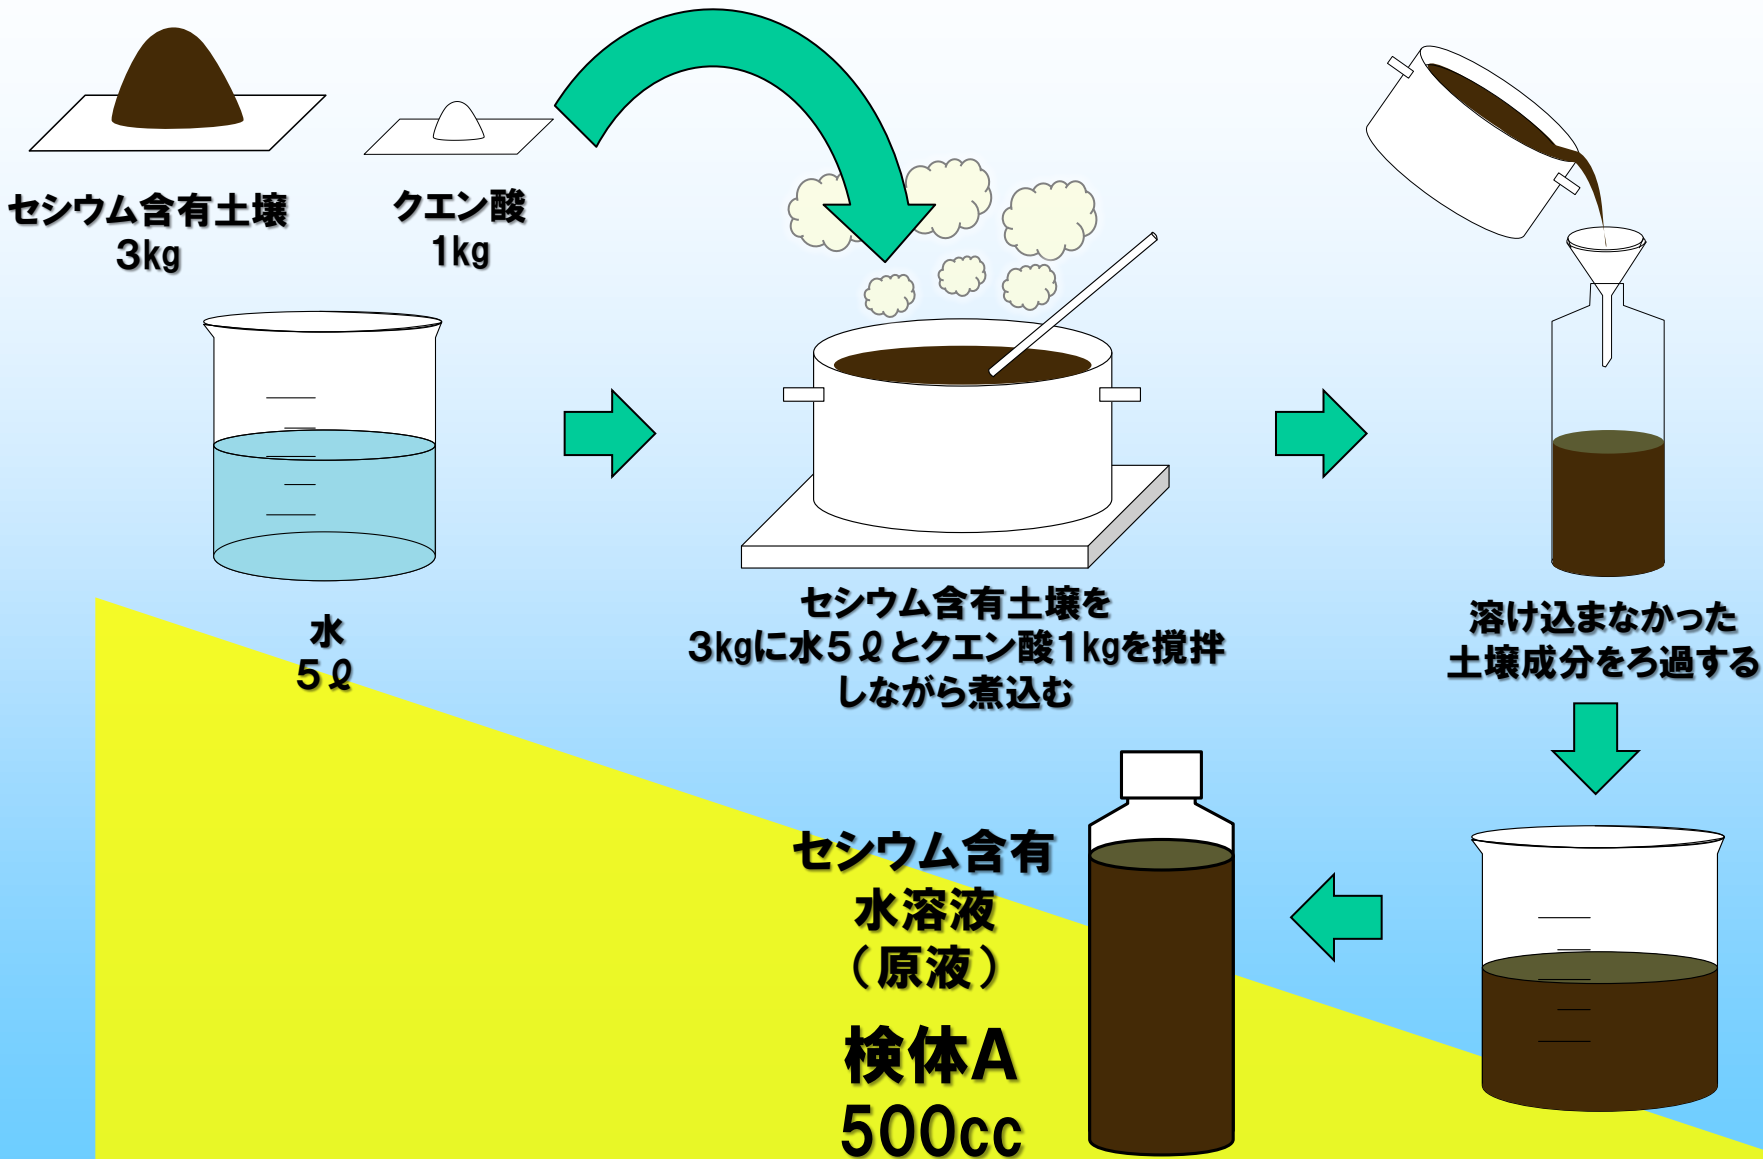 セシウム含有土壌
3kg
クエン酸
1kg
水
5ℓ
セシウム含有土壌を
3kgに水5ℓとクエン酸1kgを撹拌
しながら煮込む
溶け込まなかった
土壌成分をろ過する
セシウム含有
水溶液
（原液）
検体A
500cc